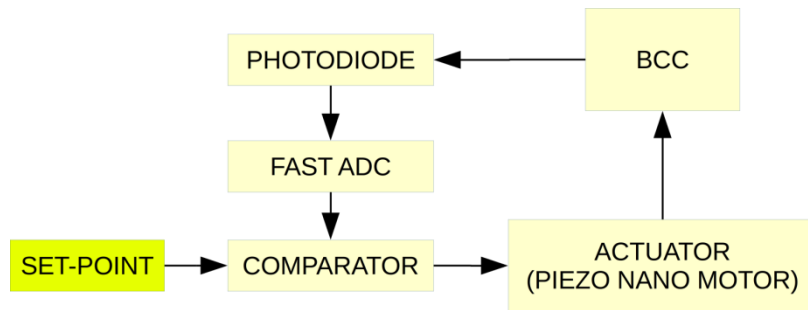 PHOTODIODE
BCC
FAST ADC
SET-POINT
COMPARATOR
ACTUATOR
(PIEZO NANO MOTOR)